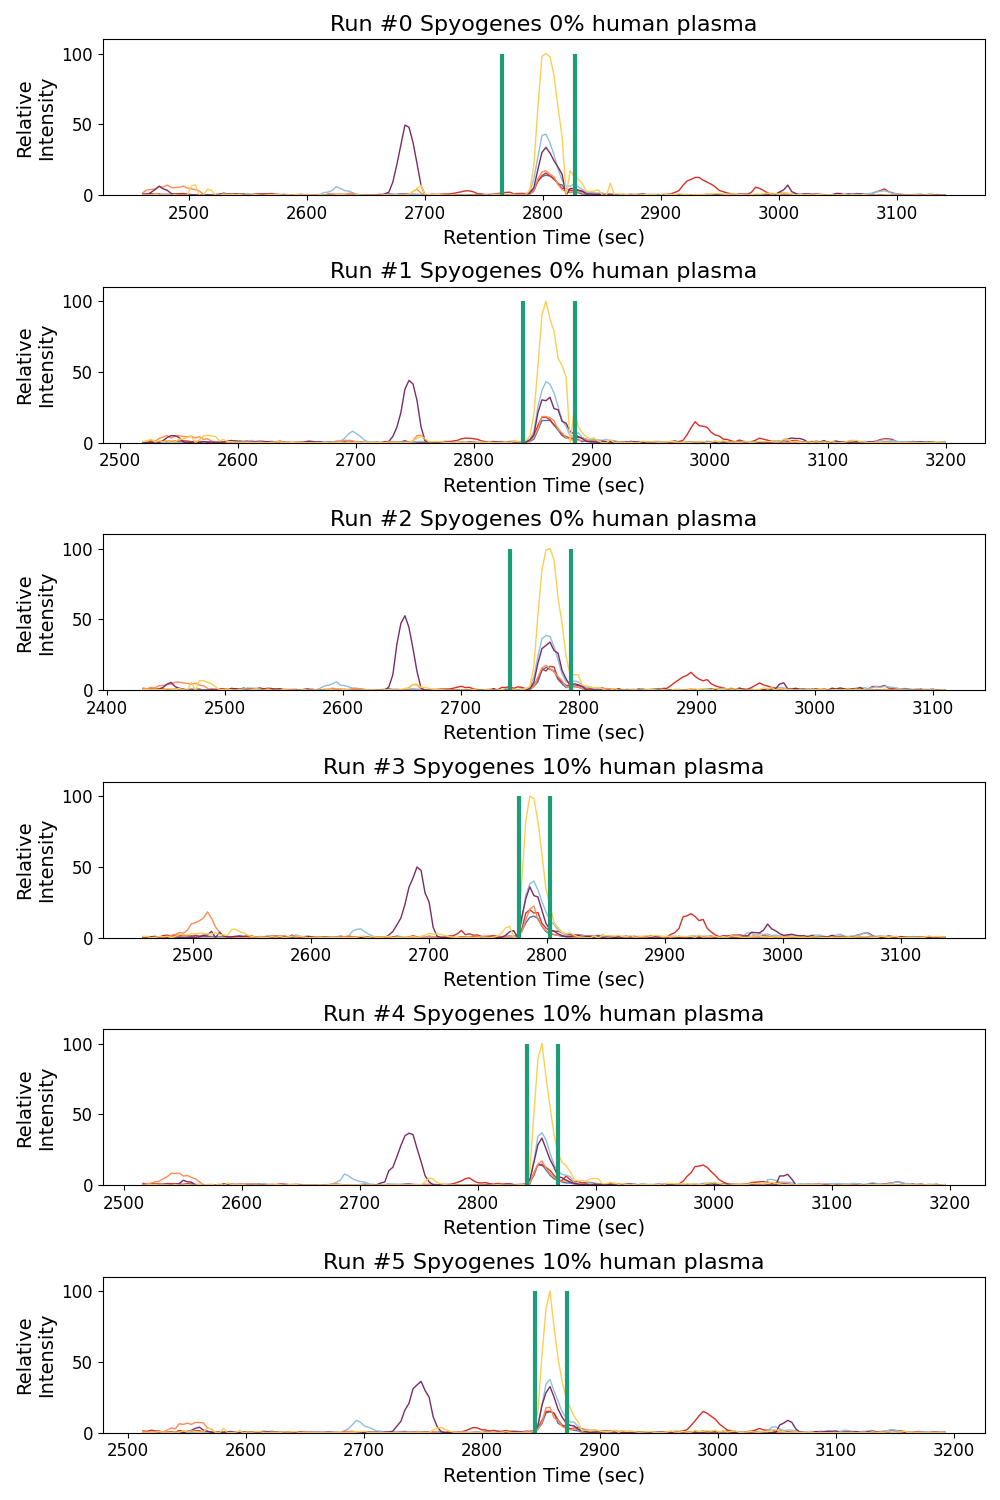 Run #0 Spyogenes 0% human plasma
Relative
Intensity
100
50
0
2500 2600 2700 2800 2900 3000 3100
Retention Time (sec)
Run #1 Spyogenes 0% human plasma
Relative
Intensity
100
50
0
2500 2600 2700 2800 2900 3000 3100 3200
Retention Time (sec)
Run #2 Spyogenes 0% human plasma
Relative
Intensity
100
50
0
2400 2500 2600 2700 2800 2900 3000 3100
Retention Time (sec)
Run #3 Spyogenes 10% human plasma
Relative
Intensity
100
50
0
2500 2600 2700 2800 2900 3000 3100
Retention Time (sec)
Run #4 Spyogenes 10% human plasma
Relative
Intensity
100
50
0
2500 2600 2700 2800 2900 3000 3100 3200
Retention Time (sec)
Run #5 Spyogenes 10% human plasma
Relative
Intensity
100
50
0
2500 2600 2700 2800 2900 3000 3100 3200
Retention Time (sec)